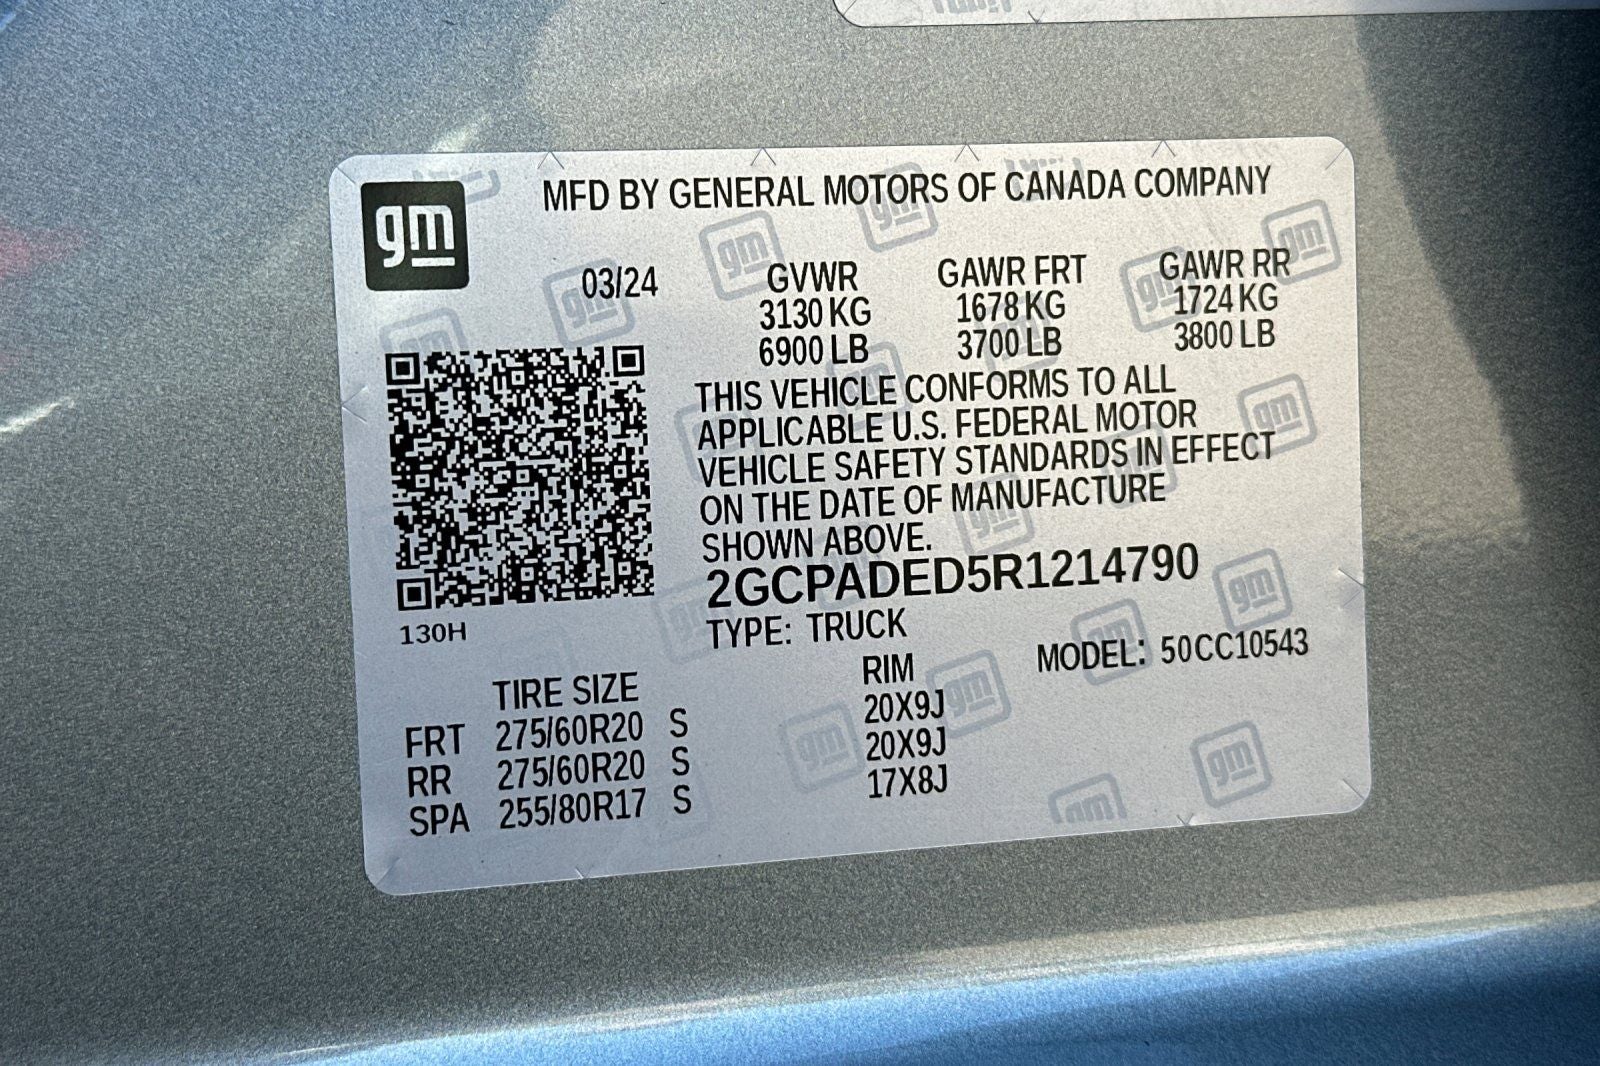 gm
MFD BY GENERAL MOTORS OF CANADA COMPANY
03/24 GVWR GAWR FRT GAWR RR
3130 KG 1678 KG 1724 KG
6900 LB 3700 LB 3800 LB
THIS VEHICLE CONFORMS TO ALL
APPLICABLE U.S. FEDERAL MOTOR
VEHICLE SAFETY STANDARDS IN EFFECT
ON THE DATE OF MANUFACTURE
SHOWN ABOVE.
2GCPADED5R1214790
130H
TYPE: TRUCK
MODEL: 50CC10543
TIRE SIZE RIM
FRT 275/60R20 S 20X9J
RR 275/60R20 S 20X9J
SPA 255/80R17 S 17X8J